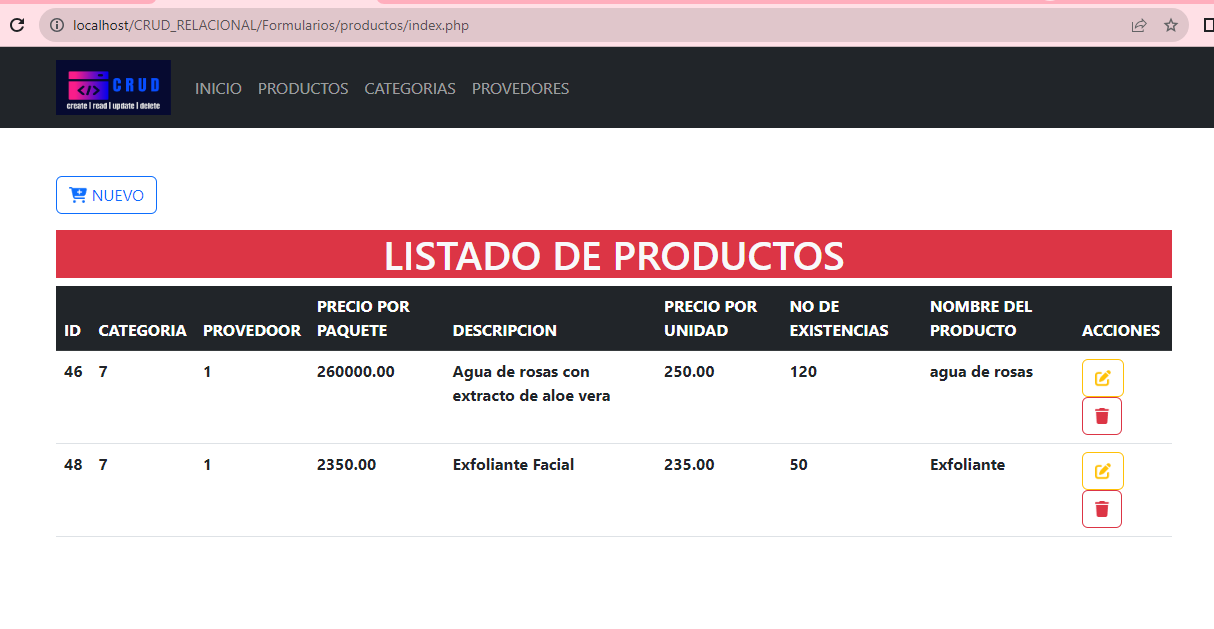 localhost/CRUD_RELACIONAL/Formularios/productos/index.php
</> CRUD
create | read | update | delete
INICIO PRODUCTOS CATEGORIAS PROVEDORES
NUEVO
LISTADO DE PRODUCTOS
PRECIO POR PRECIO POR NO DE NOMBRE DEL
ID CATEGORIA PROVEDOOR PAQUETE DESCRIPCION UNIDAD EXISTENCIAS PRODUCTO ACCIONES
46 7 1 260000.00 Agua de rosas con 250.00 120 agua de rosas
extracto de aloe vera
48 7 1 2350.00 Exfoliante Facial 235.00 50 Exfoliante